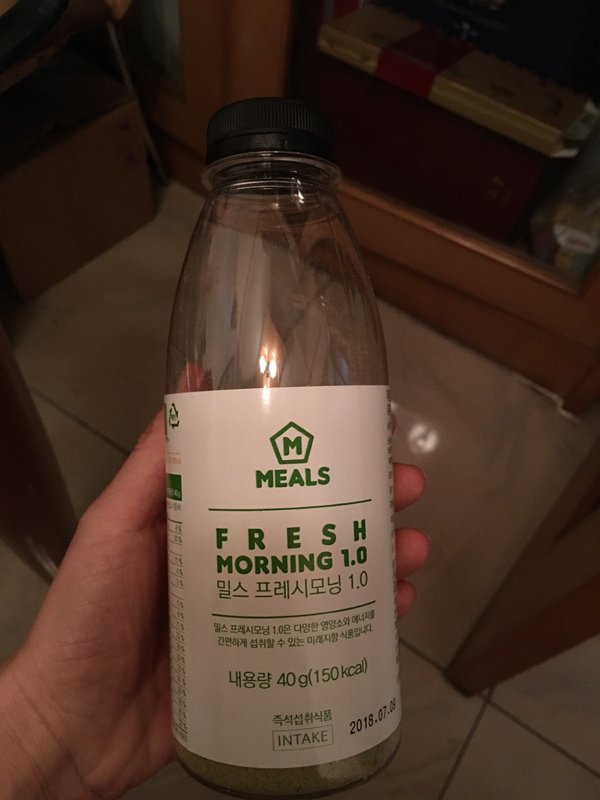 M
MEALS
FRESH
MORNING 1.0
밀스 프레시모닝 1.0
밀스 프레시모닝 1.0은 다양한 영양소와 에너지를
간편하게 섭취할 수 있는 미래지향 식품입니다.
내용량 40 g(150 kcal)
즉석섭취식품
INTAKE
2018.07.09